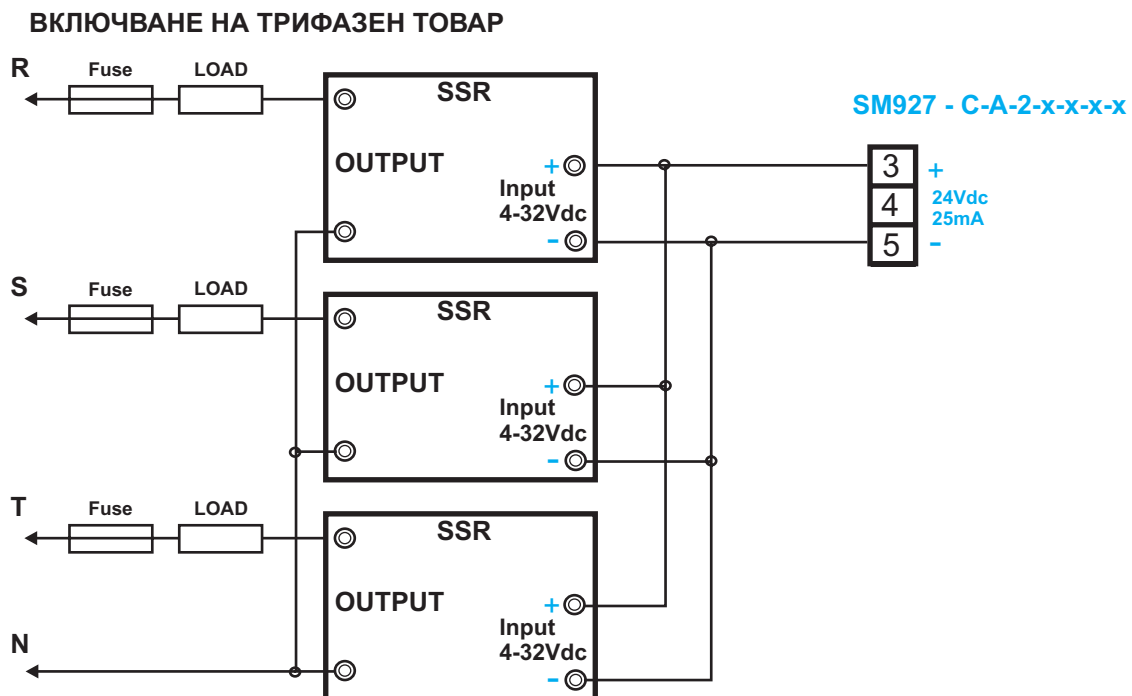 ВКЛЮЧВАНЕ НА ТРИФАЗЕН ТОВАР
R
Fuse
LOAD
SSR
OUTPUT
+
Input
4-32Vdc
-
SM927 - C-A-2-x-x-x-x
3
+
4
24Vdc
25mA
5
-
S
Fuse
LOAD
SSR
OUTPUT
+
Input
4-32Vdc
-
T
Fuse
LOAD
SSR
OUTPUT
+
Input
4-32Vdc
-
N